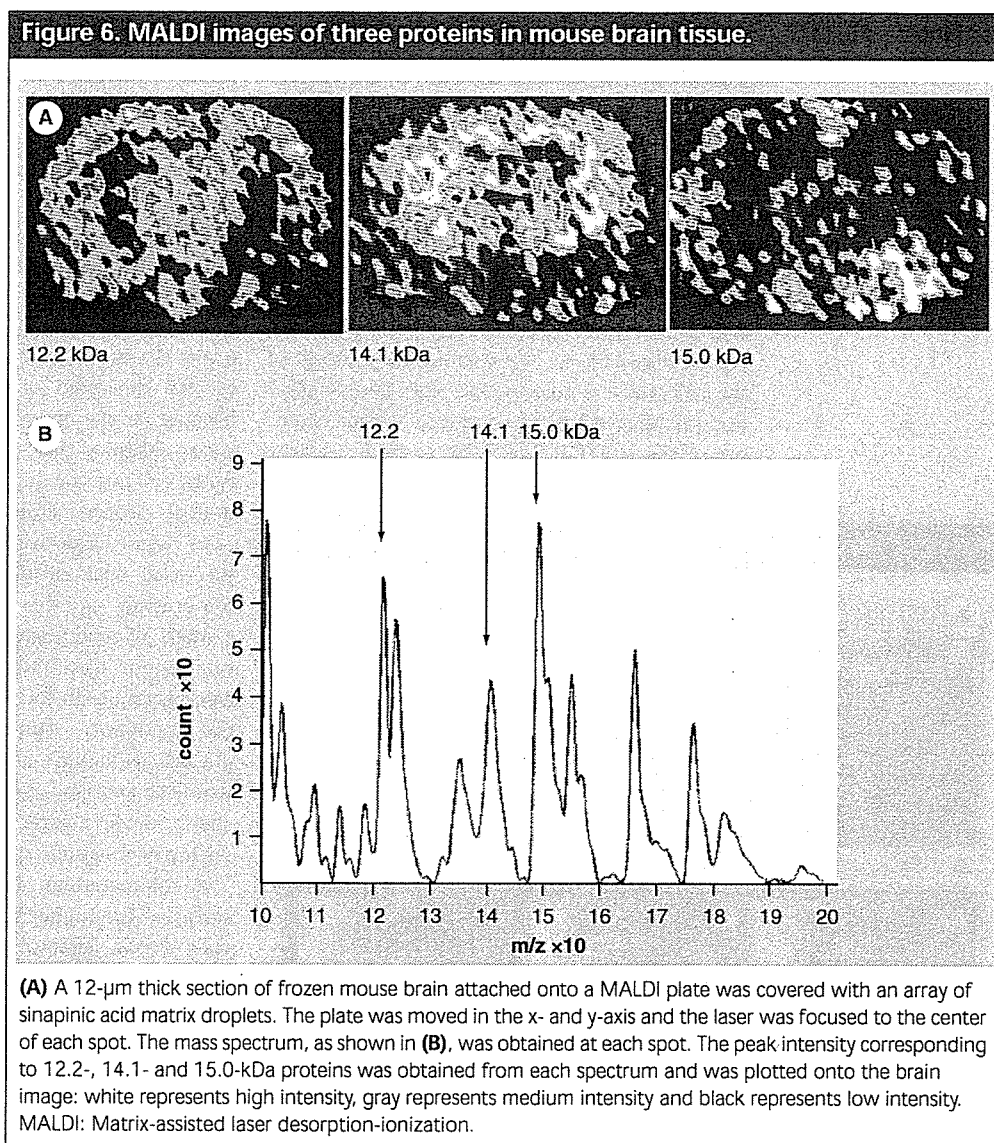 Figure 6. MALDI images of three proteins in mouse brain tissue.
A
12.2 kDa
14.1 kDa
15.0 kDa
B
12.2
14.1
15.0 kDa
9
8
7
6
5
4
3
2
1
count ×10
10 11 12 13 14 15 16 17 18 19 20
m/z ×10
(A) A 12-µm thick section of frozen mouse brain attached onto a MALDI plate was covered with an array of
sinapinic acid matrix droplets. The plate was moved in the x- and y-axis and the laser was focused to the center
of each spot. The mass spectrum, as shown in (B), was obtained at each spot. The peak intensity corresponding
to 12.2-, 14.1- and 15.0-kDa proteins was obtained from each spectrum and was plotted onto the brain
image: white represents high intensity, gray represents medium intensity and black represents low intensity.
MALDI: Matrix-assisted laser desorption-ionization.